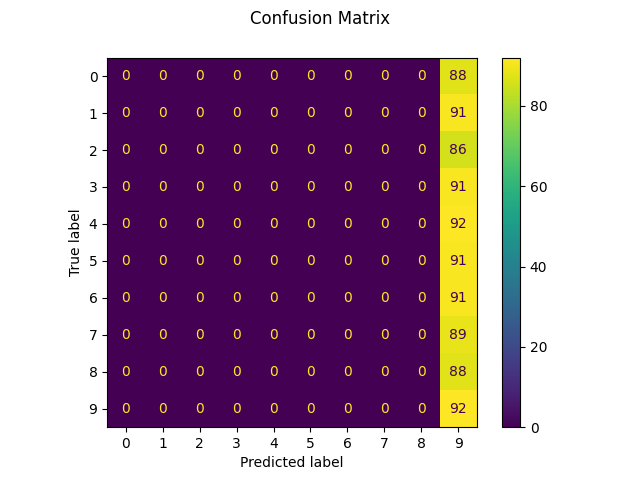 Confusion Matrix
0 0 0 0 0 0 0 0 0 0 88
1 0 0 0 0 0 0 0 0 0 91
2 0 0 0 0 0 0 0 0 0 86
3 0 0 0 0 0 0 0 0 0 91
4 0 0 0 0 0 0 0 0 0 92
5 0 0 0 0 0 0 0 0 0 91
6 0 0 0 0 0 0 0 0 0 91
7 0 0 0 0 0 0 0 0 0 89
8 0 0 0 0 0 0 0 0 0 88
9 0 0 0 0 0 0 0 0 0 92
0 1 2 3 4 5 6 7 8 9
Predicted label
True label
80
60
40
20
0